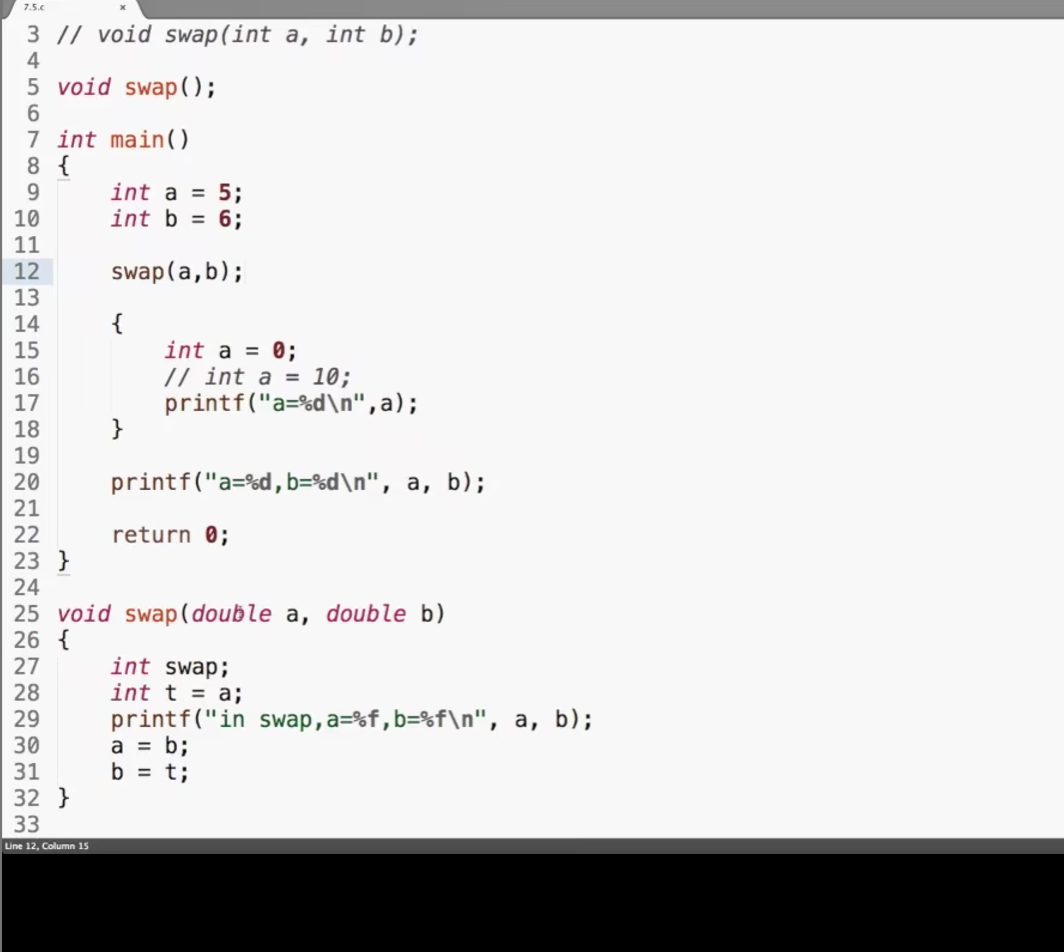 7.5.c ×
3 // void swap(int a, int b);
4
5 void swap();
6
7 int main()
8 {
9     int a = 5;
10     int b = 6;
11
12     swap(a,b);
13
14     {
15         int a = 0;
16         // int a = 10;
17         printf("a=%d\n",a);
18     }
19
20     printf("a=%d,b=%d\n", a, b);
21
22     return 0;
23 }
24
25 void swap(double a, double b)
26 {
27     int swap;
28     int t = a;
29     printf("in swap,a=%f,b=%f\n", a, b);
30     a = b;
31     b = t;
32 }
33
Line 12, Column 15